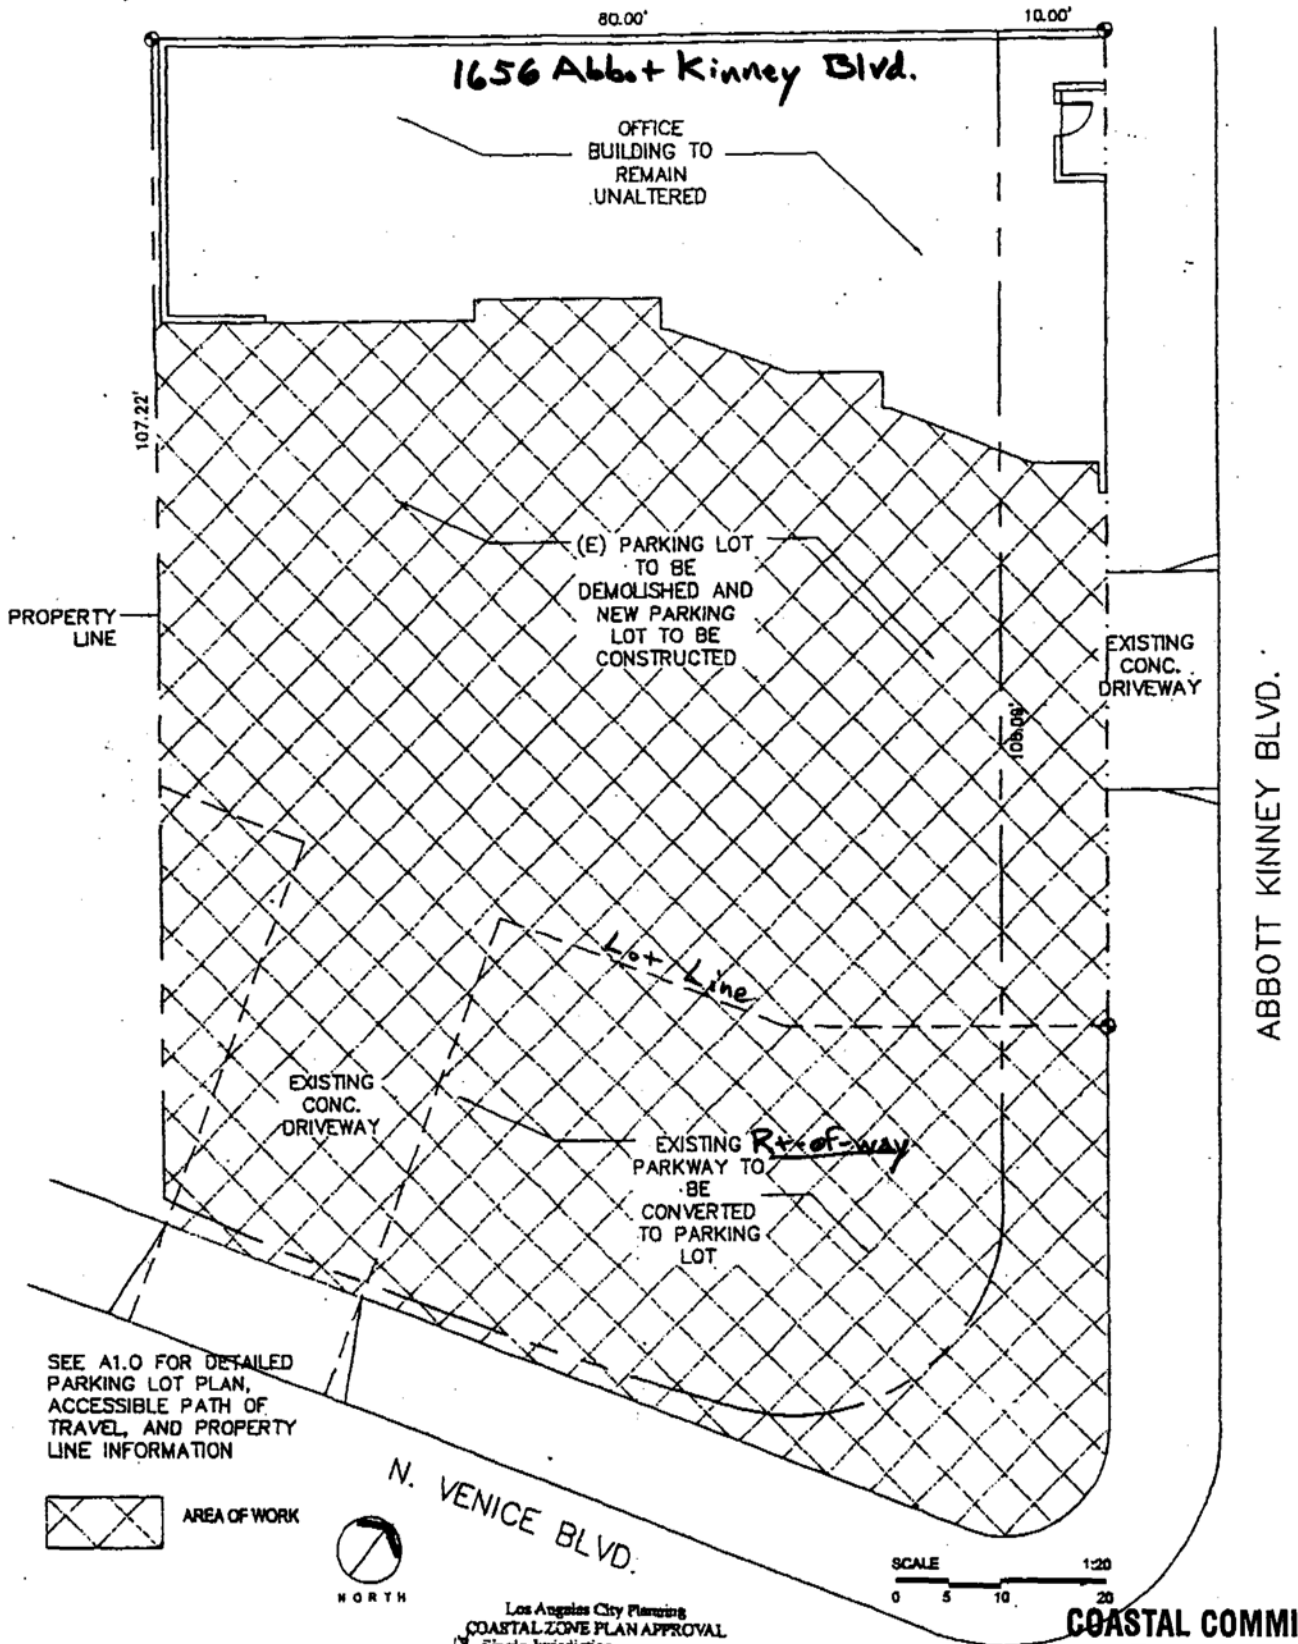 80.00'
10.00'
1656 Abbot Kinney Blvd.
OFFICE
BUILDING TO
REMAIN
UNALTERED
107.22'
(E) PARKING LOT
TO BE
DEMOLISHED AND
NEW PARKING
LOT TO BE
CONSTRUCTED
PROPERTY
LINE
EXISTING
CONC.
DRIVEWAY
ABBOTT KINNEY BLVD.
Lot Line
EXISTING
CONC.
DRIVEWAY
EXISTING Rt-of-way
PARKWAY TO
BE
CONVERTED
TO PARKING
LOT
SEE A1.0 FOR DETAILED
PARKING LOT PLAN,
ACCESSIBLE PATH OF
TRAVEL, AND PROPERTY
LINE INFORMATION
AREA OF WORK
NORTH
N. VENICE BLVD.
SCALE 1:20
0 5 10 20
Los Angeles City Planning
COASTAL ZONE PLAN APPROVAL
Single Jurisdiction
COASTAL COMMI